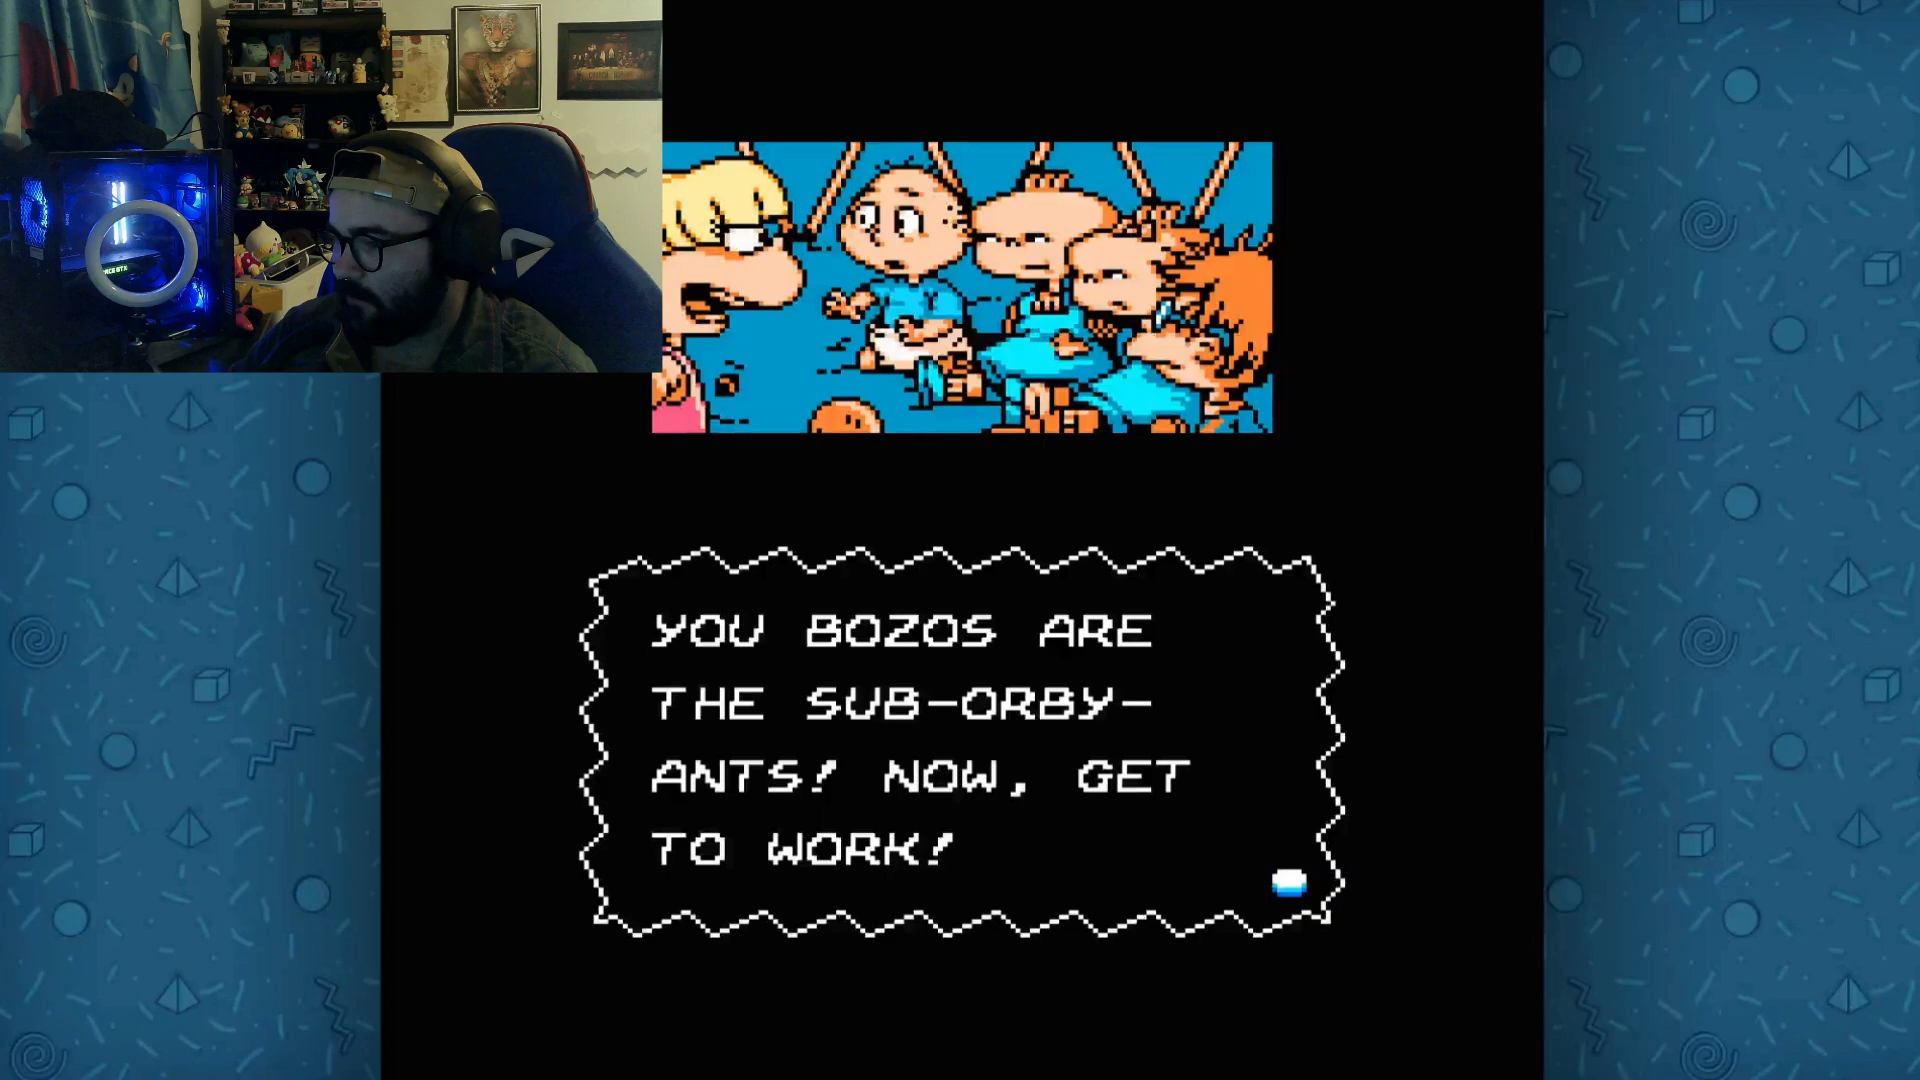 YOU BOZOS ARE
THE SUB-ORBY-
ANTS! NOW, GET
TO WORK!